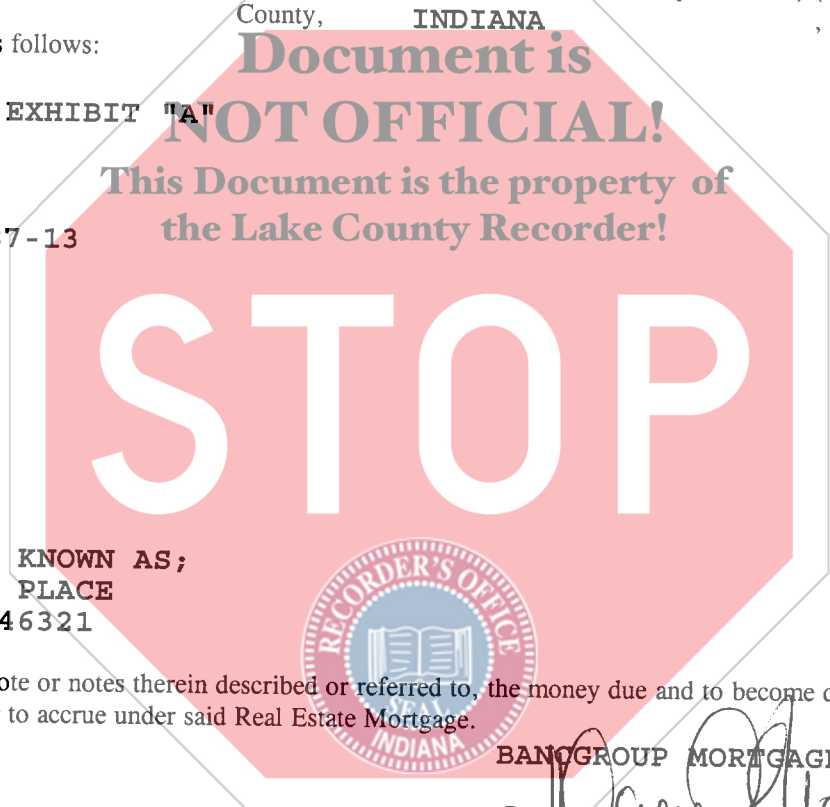 County, INDIANA
,
follows:
Document is
EXHIBIT "A"
NOT OFFICIAL!
This Document is the property of
the Lake County Recorder!
7-13
STOP
KNOWN AS;
PLACE
46321
RECORDER'S OFFICE
SEAL
INDIANA
ote or notes therein described or referred to, the money due and to become d
to accrue under said Real Estate Mortgage.
BANCGROUP MORTGAGE